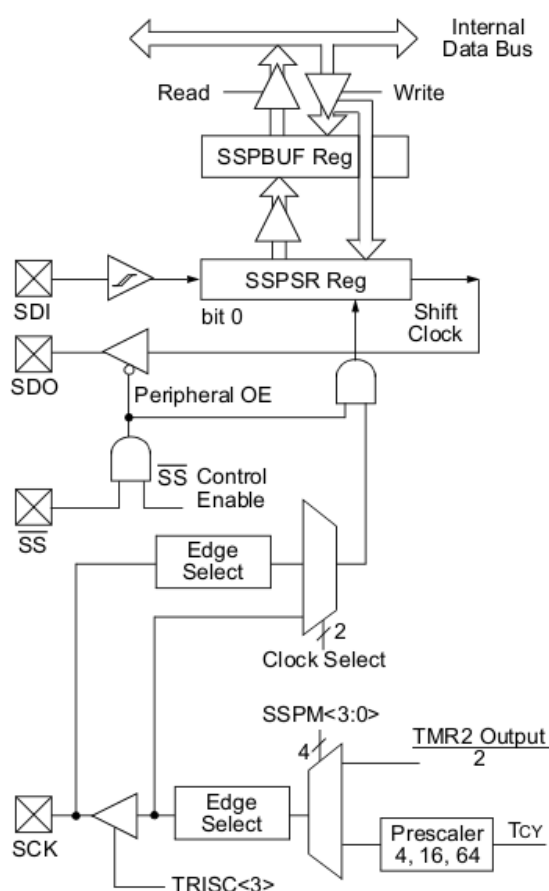 Internal
Data Bus
Read
Write
SSPBUF Reg
SSPSR Reg
SDI
bit 0
Shift
Clock
SDO
Peripheral OE
SS Control
Enable
SS
Edge
Select
2
Clock Select
SSPM<3:0>
4
TMR2 Output
2
Edge
Select
SCK
Prescaler
4, 16, 64
TCY
TRISC<3>